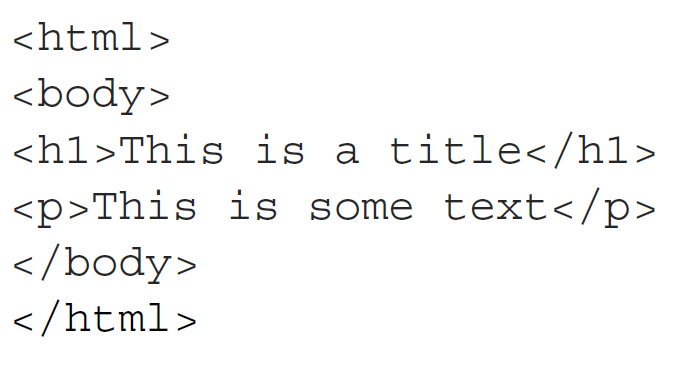 <html>
<body>
<h1>This is a title</h1>
<p>This is some text</p>
</body>
</html>